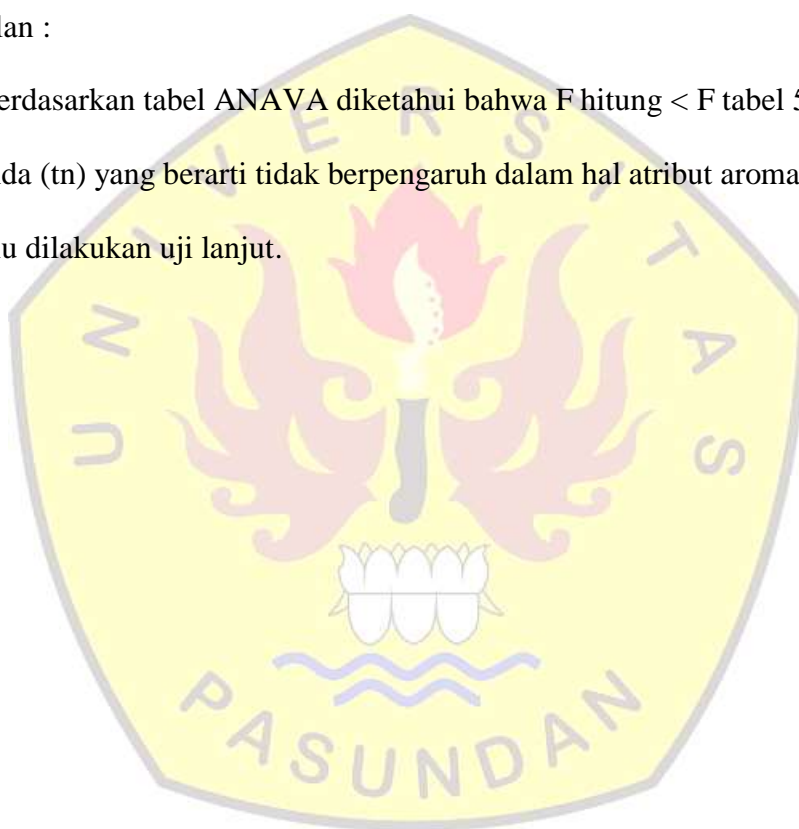 lan :
erdasarkan tabel ANAVA diketahui bahwa F hitung < F tabel 5
da (tn) yang berarti tidak berpengaruh dalam hal atribut aroma
u dilakukan uji lanjut.
UNIVERSITAS
PASUNDAN